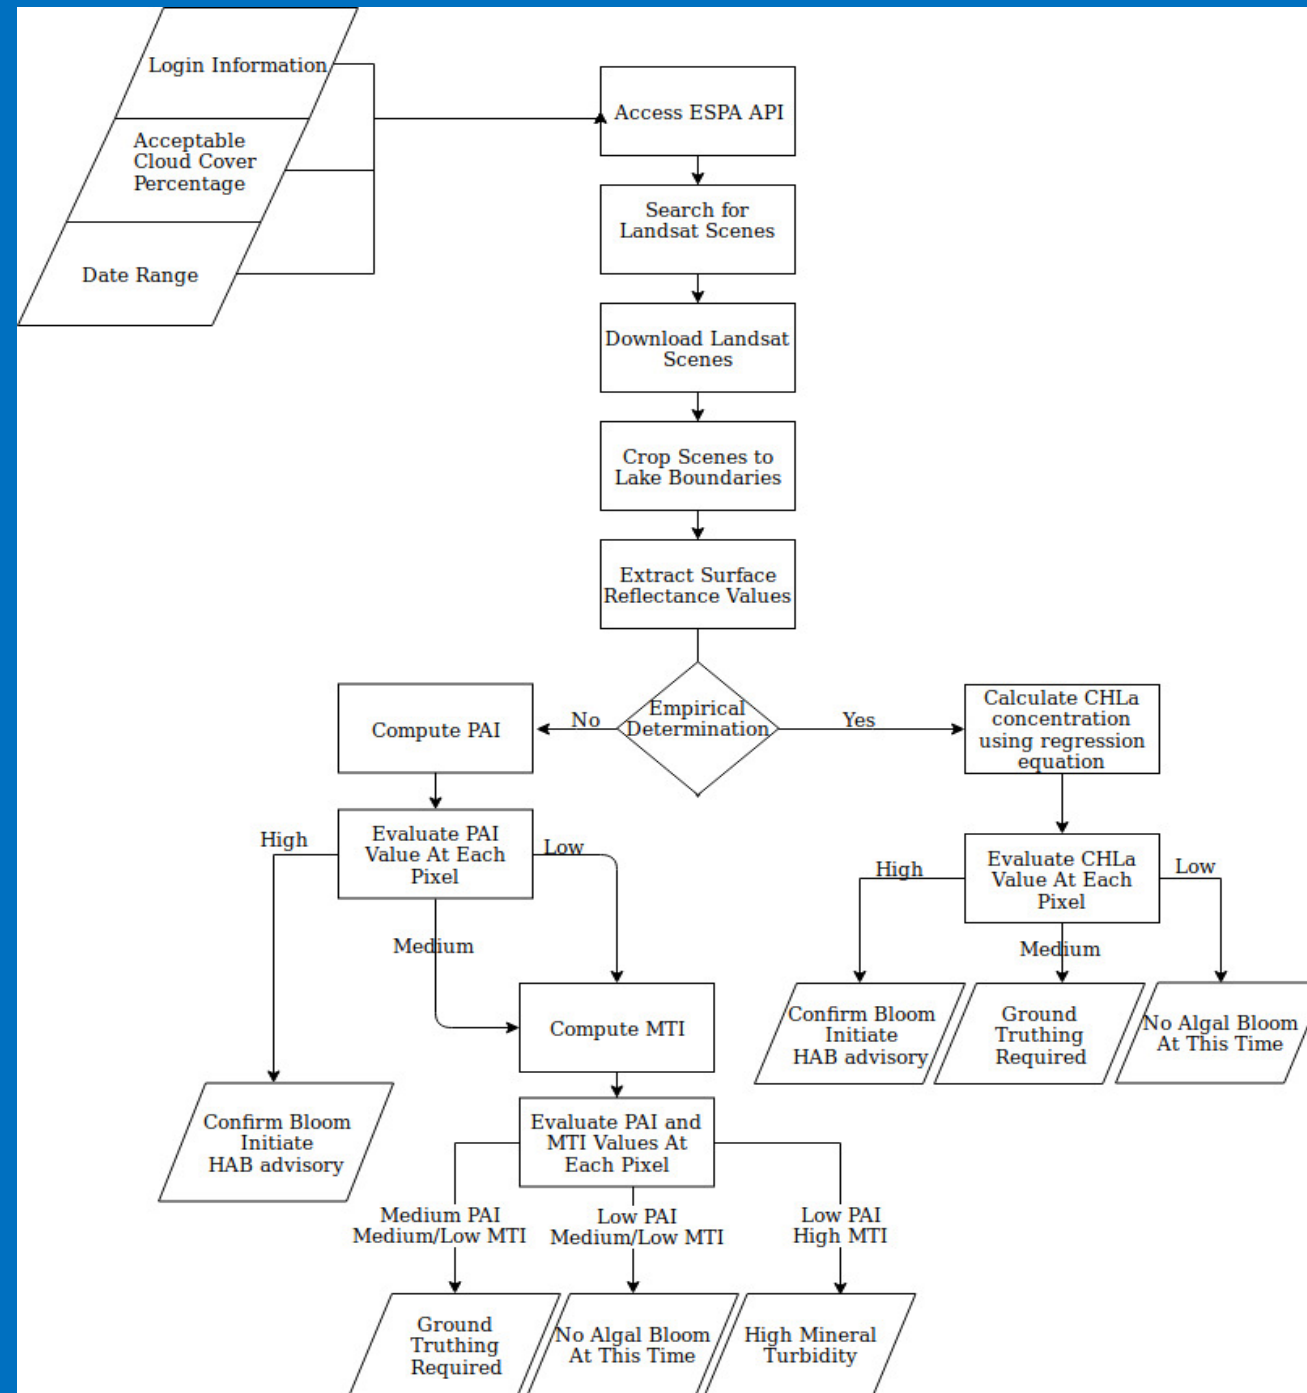 Login Information
Acceptable
Cloud Cover
Percentage
Date Range
Access ESPA API
Search for
Landsat Scenes
Download Landsat
Scenes
Crop Scenes to
Lake Boundaries
Extract Surface
Reflectance Values
Empirical
Determination
No
Yes
Compute PAI
Calculate CHLa
concentration
using regression
equation
Evaluate PAI
Value At Each
Pixel
High
Low
Medium
Evaluate CHLa
Value At Each
Pixel
High
Low
Medium
Confirm Bloom
Initiate
HAB advisory
Ground
Truthing
Required
No Algal Bloom
At This Time
Compute MTI
Confirm Bloom
Initiate
HAB advisory
Evaluate PAI and
MTI Values At
Each Pixel
Medium PAI
Medium/Low MTI
Low PAI
Medium/Low MTI
Low PAI
High MTI
Ground
Truthing
Required
No Algal Bloom
At This Time
High Mineral
Turbidity